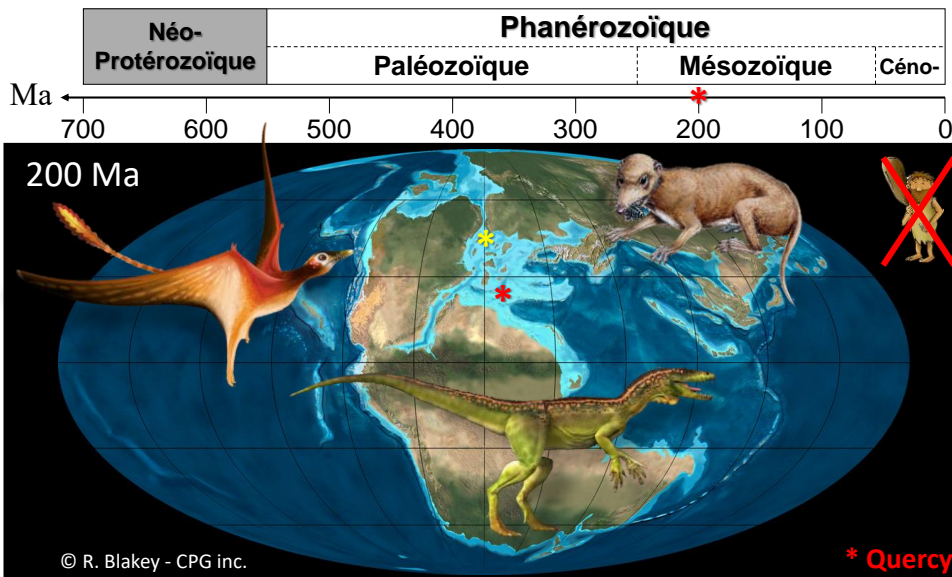 Néo-
Protérozoïque
Phanérozoïque
Paléozoïque Mésozoïque Céno-
Ma
700 600 500 400 300 200 100 0
200 Ma
© R. Blakey - CPG inc.
* Quercy